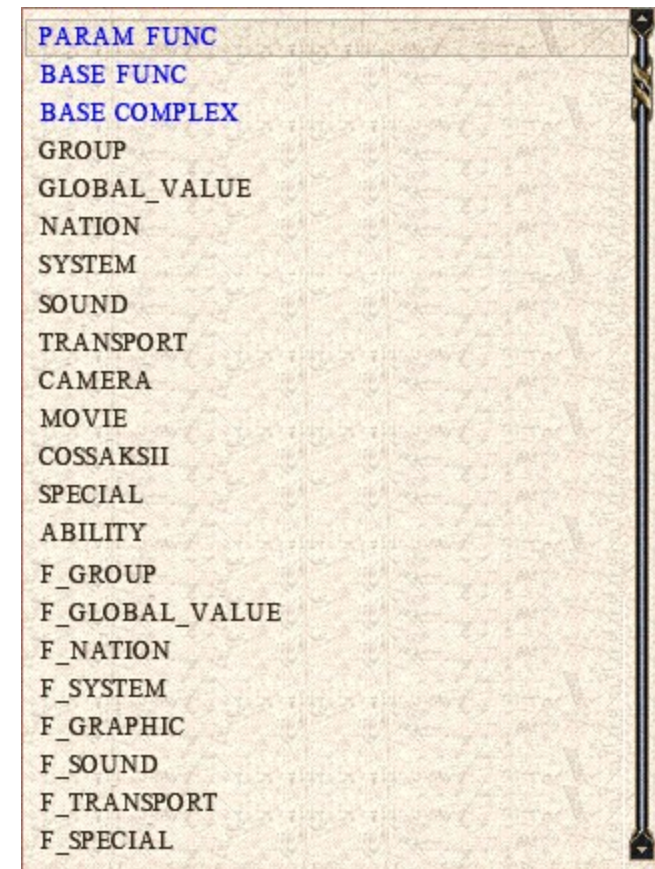 PARAM FUNC
BASE FUNC
BASE COMPLEX
GROUP
GLOBAL_VALUE
NATION
SYSTEM
SOUND
TRANSPORT
CAMERA
MOVIE
COSSAKSII
SPECIAL
ABILITY
F_GROUP
F_GLOBAL_VALUE
F_NATION
F_SYSTEM
F_GRAPHIC
F_SOUND
F_TRANSPORT
F_SPECIAL